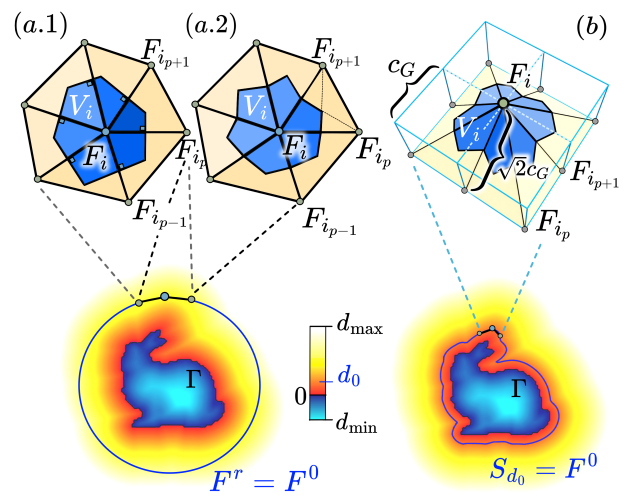 (a.1)
(a.2)
(b)
F_{i_{p+1}}
V_i
F_i
F_{i_p}
F_{i_{p-1}}
F_{i_{p+1}}
V_i
F_i
F_{i_p}
F_{i_{p-1}}
c_G
F_i
V_i
√2c_G
F_{i_{p+1}}
F_{i_p}
Γ
d_max
d_0
0
d_min
Γ
F^r = F^0
S_{d_0} = F^0